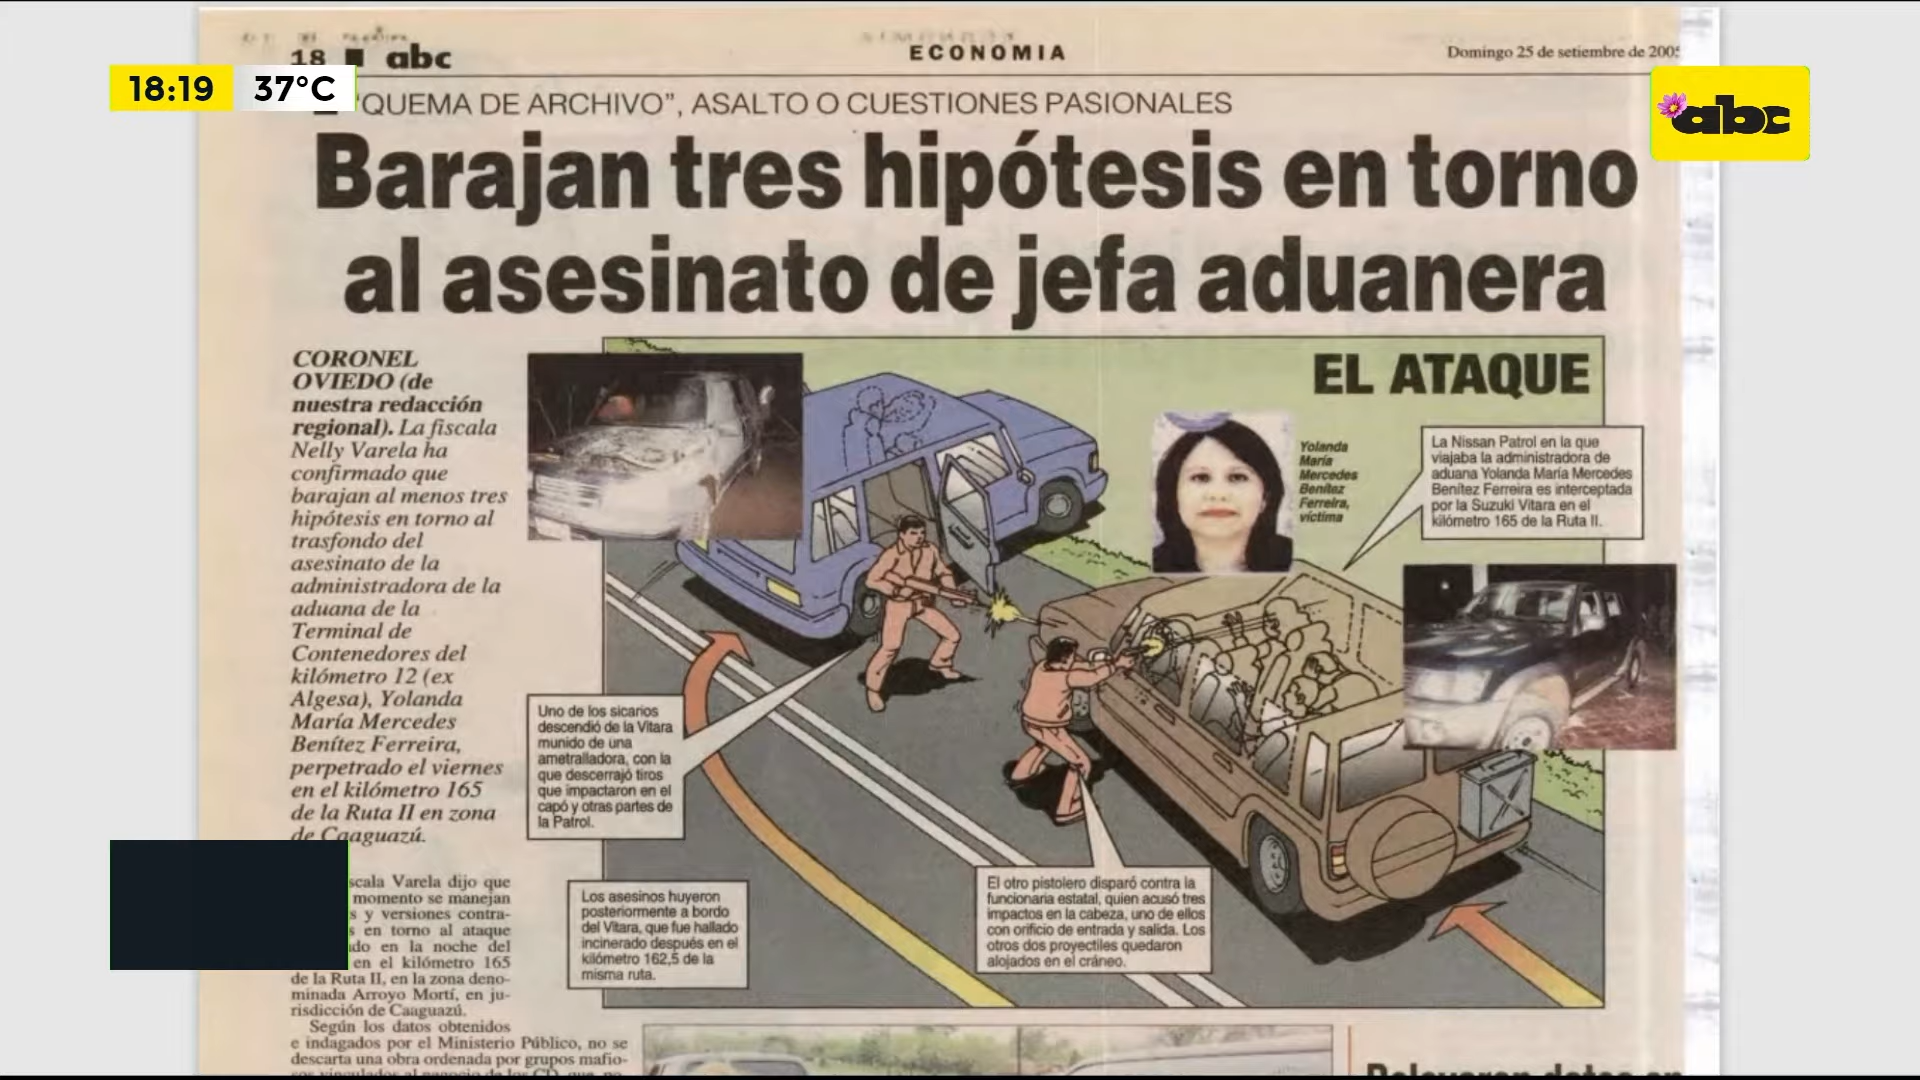 18 abc
ECONOMIA
Domingo 25 de setiembre de 2005
18:19 37°C
abc
"QUEMA DE ARCHIVO", ASALTO O CUESTIONES PASIONALES
Barajan tres hipótesis en torno
al asesinato de jefa aduanera
CORONEL
OVIEDO (de
nuestra redacción
regional). La fiscala
Nelly Varela ha
confirmado que
barajan al menos tres
hipótesis en torno al
trasfondo del
asesinato de la
administradora de la
aduana de la
Terminal de
Contenedores del
kilómetro 12 (ex
Algesa), Yolanda
María Mercedes
Benítez Ferreira,
perpetrado el viernes
en el kilómetro 165
de la Ruta II en zona
de Caaguazú.
scala Varela dijo que
momento se manejan
s y versiones contra-
s en torno al ataque
do en la noche del
en el kilómetro 165
de la Ruta II, en la zona deno-
minada Arroyo Mortí, en ju-
risdicción de Caaguazú.
Según los datos obtenidos
e indagados por el Ministerio Público, no se
descarta una obra ordenada por grupos mafio-
EL ATAQUE
Yolanda
María
Mercedes
Benítez
Ferreira,
víctima
La Nissan Patrol en la que
viajaba la administradora de
aduana Yolanda María Mercedes
Benítez Ferreira es interceptada
por la Suzuki Vitara en el
kilómetro 165 de la Ruta II.
Uno de los sicarios
descendió de la Vitara
munido de una
ametralladora, con la
que descerrajó tiros
que impactaron en el
capó y otras partes de
la Patrol.
Los asesinos huyeron
posteriormente a bordo
del Vitara, que fue hallado
incinerado después en el
kilómetro 162,5 de la
misma ruta.
El otro pistolero disparó contra la
funcionaria estatal, quien acusó tres
impactos en la cabeza, uno de ellos
con orificio de entrada y salida. Los
otros dos proyectiles quedaron
alojados en el cráneo.